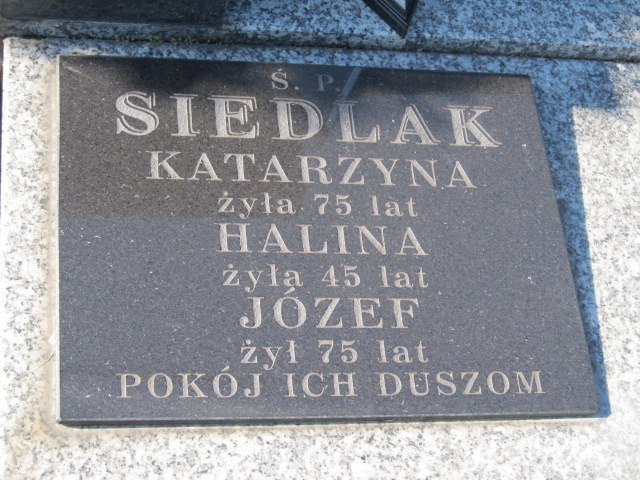 Ś. P.
SIEDLAK
KATARZYNA
żyła 75 lat
HALINA
żyła 45 lat
JÓZEF
żył 75 lat
POKÓJ ICH DUSZOM